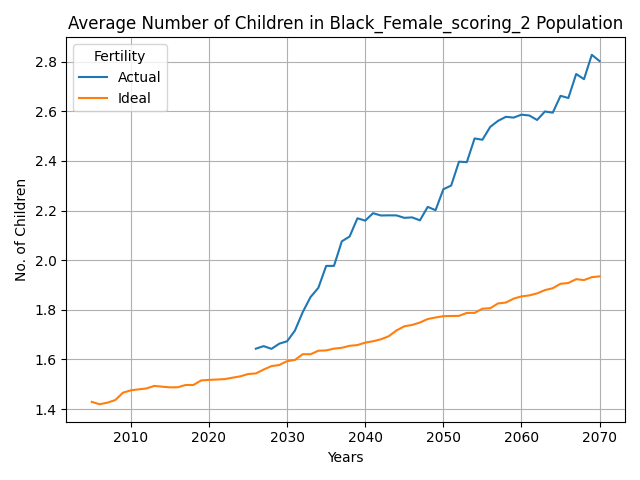 Average Number of Children in Black_Female_scoring_2 Population
Fertility
Actual
Ideal
No. of Children
2.8
2.6
2.4
2.2
2.0
1.8
1.6
1.4
2010 2020 2030 2040 2050 2060 2070
Years